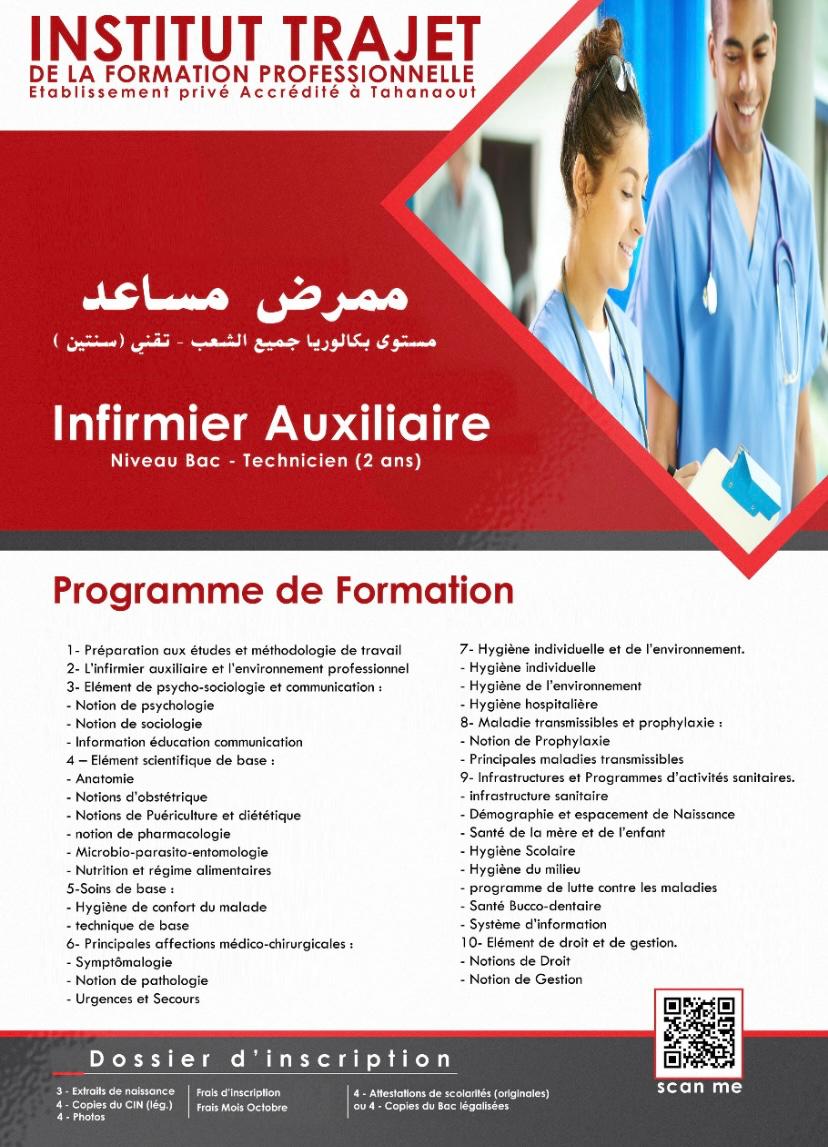 INSTITUT TRAJET
DE LA FORMATION PROFESSIONNELLE
Etablissement privé Accrédité à Tahanaout
ممرض مساعد
مستوى بكالوريا جميع الشعب - تقني (سنتين )
Infirmier Auxiliaire
Niveau Bac - Technicien (2 ans)
Programme de Formation
1- Préparation aux études et méthodologie de travail
2- L'infirmier auxiliaire et l'environnement professionnel
3- Elément de psycho-sociologie et communication :
- Notion de psychologie
- Notion de sociologie
- Information éducation communication
4 – Elément scientifique de base :
- Anatomie
- Notions d'obstétrique
- Notions de Puériculture et diététique
- notion de pharmacologie
- Microbio-parasito-entomologie
- Nutrition et régime alimentaires
5-Soins de base :
- Hygiène de confort du malade
- technique de base
6- Principales affections médico-chirurgicales :
- Symptômalogie
- Notion de pathologie
- Urgences et Secours
7- Hygiène individuelle et de l'environnement.
- Hygiène individuelle
- Hygiène de l'environnement
- Hygiène hospitalière
8- Maladie transmissibles et prophylaxie :
- Notion de Prophylaxie
- Principales maladies transmissibles
9- Infrastructures et Programmes d'activités sanitaires.
- infrastructure sanitaire
- Démographie et espacement de Naissance
- Santé de la mère et de l'enfant
- Hygiène Scolaire
- Hygiène du milieu
- programme de lutte contre les maladies
- Santé Bucco-dentaire
- Système d'information
10- Elément de droit et de gestion.
- Notions de Droit
- Notion de Gestion
scan me
Dossier d'inscription
3 - Extraits de naissance
4 - Copies du CIN (lég.)
4 - Photos
Frais d'inscription
Frais Mois Octobre
4 - Attestations de scolarités (originales)
ou 4 - Copies du Bac légalisées